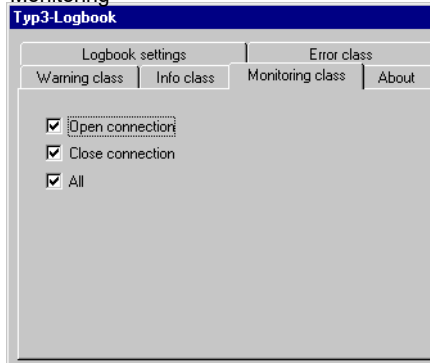 Monitoring
Typ3-Logbook
Logbook settings Error class
Warning class Info class Monitoring class About
Open connection
Close connection
All